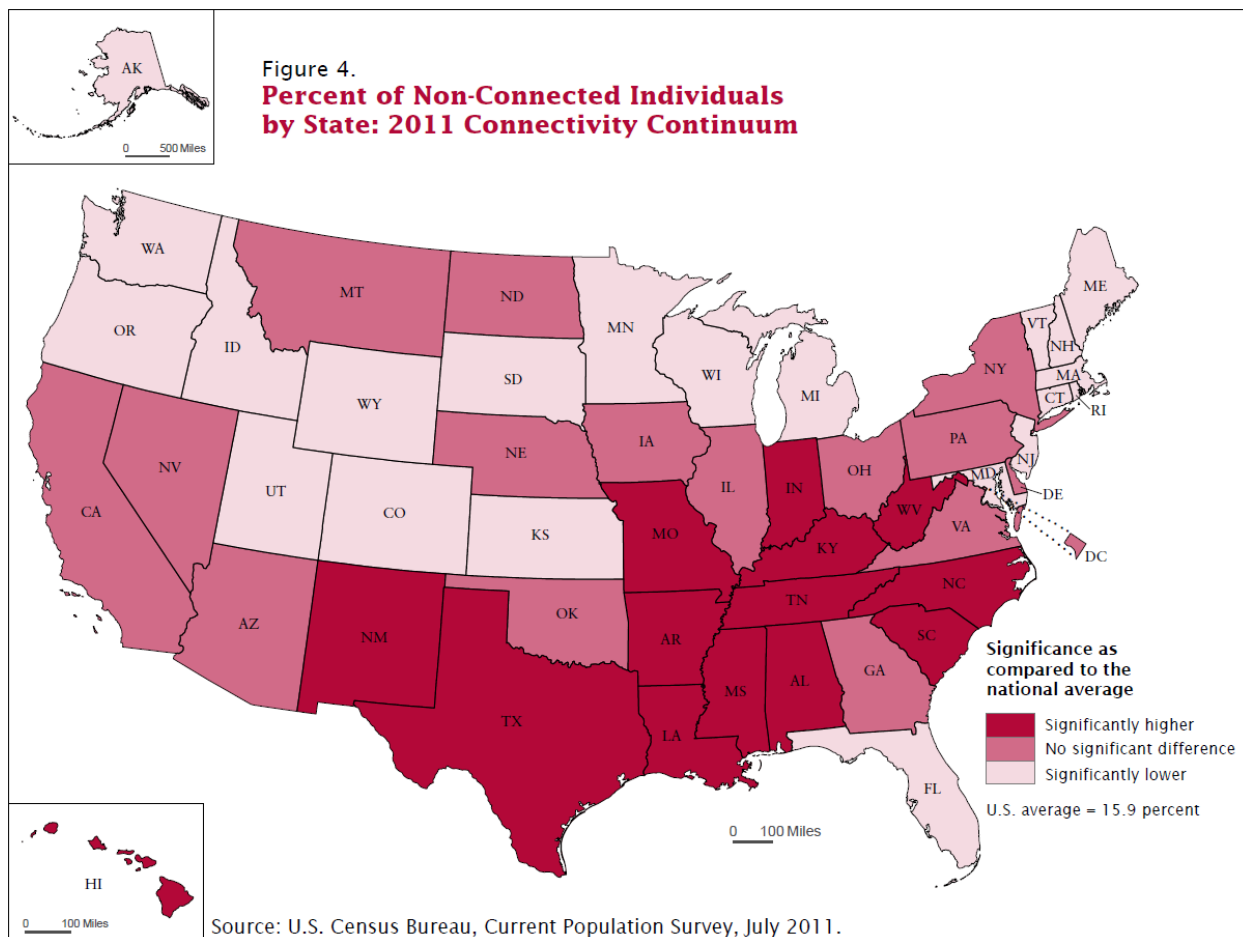 AK
0 500 Miles
Figure 4.
Percent of Non-Connected Individuals
by State: 2011 Connectivity Continuum
WA
MT
ND
MN
ME
OR
ID
SD
WI
MI
VT
NH
NY
MA
CT
RI
WY
IA
NE
PA
NJ
NV
UT
CO
IL
IN
OH
MD
DE
CA
KS
MO
WV
VA
DC
KY
AZ
NM
OK
AR
TN
NC
SC
TX
LA
MS
AL
GA
FL
Significance as
compared to the
national average
Significantly higher
No significant difference
Significantly lower
U.S. average = 15.9 percent
0 100 Miles
HI
0 100 Miles
Source: U.S. Census Bureau, Current Population Survey, July 2011.